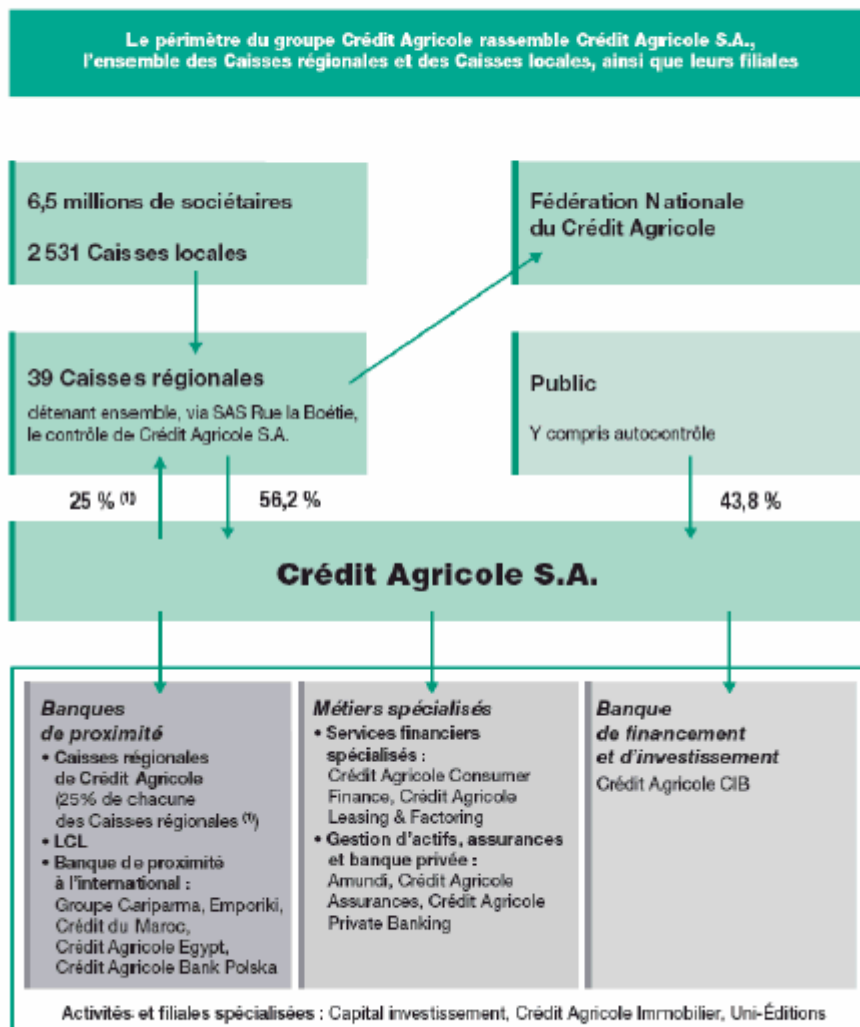 Le périmètre du groupe Crédit Agricole rassemble Crédit Agricole S.A.,
l'ensemble des Caisses régionales et des Caisses locales, ainsi que leurs filiales
6,5 millions de sociétaires
2 531 Caisses locales
Fédération Nationale
du Crédit Agricole
39 Caisses régionales
détenant ensemble, via SAS Rue la Boétie,
le contrôle de Crédit Agricole S.A.
Public
Y compris autocontrôle
25 % (1)
56,2 %
43,8 %
Crédit Agricole S.A.
Banques
de proximité
• Caisses régionales
de Crédit Agricole
(25% de chacune
des Caisses régionales (1))
• LCL
• Banque de proximité
à l'international :
Groupe Cariparma, Emporiki,
Crédit du Maroc,
Crédit Agricole Egypt,
Crédit Agricole Bank Polska
Métiers spécialisés
• Services financiers
spécialisés :
Crédit Agricole Consumer
Finance, Crédit Agricole
Leasing & Factoring
• Gestion d'actifs, assurances
et banque privée :
Amundi, Crédit Agricole
Assurances, Crédit Agricole
Private Banking
Banque
de financement
et d'investissement
Crédit Agricole CIB
Activités et filiales spécialisées : Capital investissement, Crédit Agricole Immobilier, Uni-Éditions